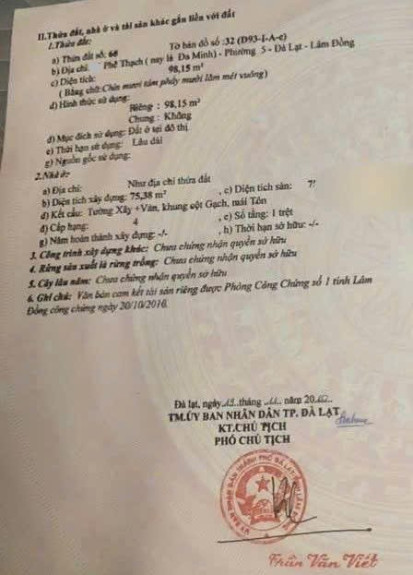 II.Thửa đất, nhà ở và tài sản khác gắn liền với đất
1.Thửa đất:
a) Thửa đất số: 68
Tờ bản đồ số :32 (D93-I-A-c)
b) Địa chỉ: Phệ Thạch ( nay là Đa Minh) - Phường 5 - Đà Lạt - Lâm Đồng
c) Diện tích: 98,15 m²
( Bằng chữ: Chín mươi tám phẩy mười lăm mét vuông)
d) Hình thức sử dụng:
Riêng : 98,15 m²
Chung : Không
đ) Mục đích sử dụng: Đất ở tại đô thị
e) Thời hạn sử dụng: Lâu dài
g) Nguồn gốc sử dụng:
2.Nhà ở:
a) Địa chỉ: Như địa chỉ thửa đất
b) Diện tích xây dựng: 75,38 m² , c) Diện tích sàn:
d) Kết cấu: Tường Xây +Ván, khung cột Gạch, mái Tôn
đ) Cấp hạng: 4 , e) Số tầng: 1 trệt
g) Năm hoàn thành xây dựng: -/- , h) Thời hạn sở hữu: -/-
3. Công trình xây dựng khác: Chưa chứng nhận quyền sở hữu
4. Rừng sản xuất là rừng trồng: Chưa chứng nhận quyền sở hữu
5. Cây lâu năm: Chưa chứng nhận quyền sở hữu
6. Ghi chú: Văn bản cam kết tài sản riêng được Phòng Công Chứng số 1 tỉnh Lâm
Đồng công chứng ngày 20/10/2016.
Đà lạt, ngày tháng năm 20
TM.ỦY BAN NHÂN DÂN TP. ĐÀ LẠT
KT.CHỦ TỊCH
PHÓ CHỦ TỊCH
Trần Văn Việt